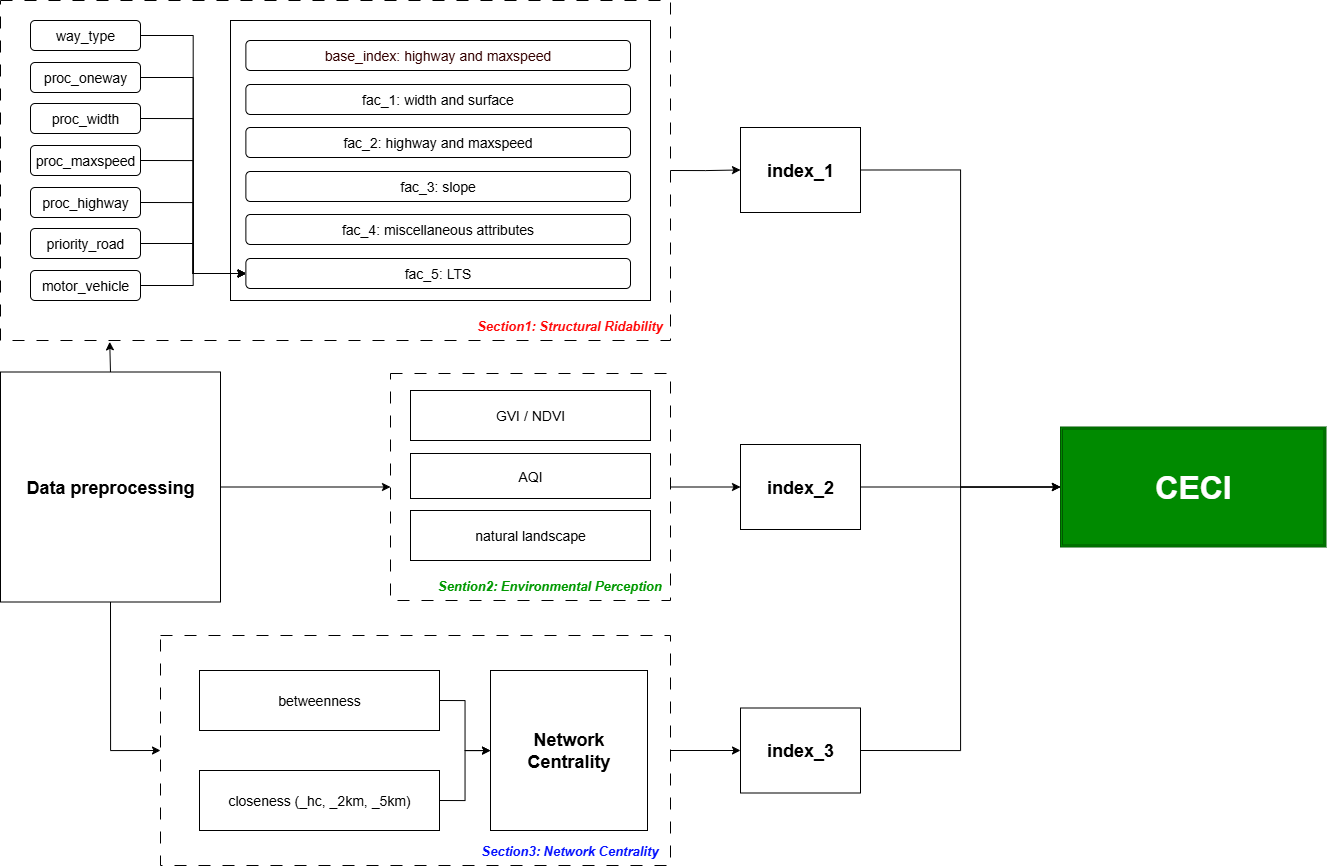 way_type
proc_oneway
proc_width
proc_maxspeed
proc_highway
priority_road
motor_vehicle
base_index: highway and maxspeed
fac_1: width and surface
fac_2: highway and maxspeed
fac_3: slope
fac_4: miscellaneous attributes
fac_5: LTS
Section1: Structural Ridability
index_1
Data preprocessing
GVI / NDVI
AQI
natural landscape
Sention2: Environmental Perception
index_2
CECI
betweenness
closeness (_hc, _2km, _5km)
Network
Centrality
Section3: Network Centrality
index_3